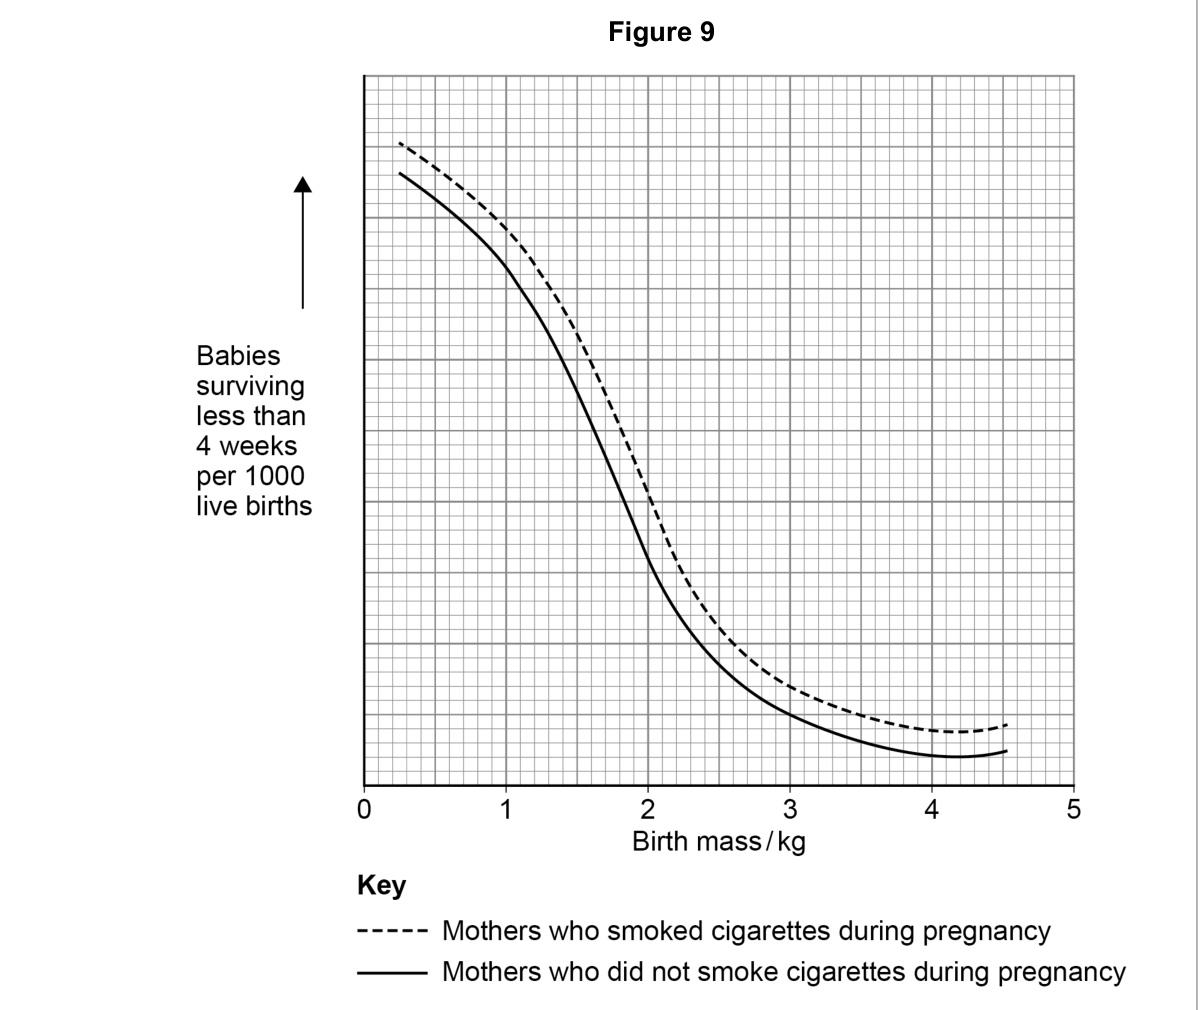 Figure 9
Babies
surviving
less than
4 weeks
per 1000
live births
0 1 2 3 4 5
Birth mass / kg
Key
Mothers who smoked cigarettes during pregnancy
Mothers who did not smoke cigarettes during pregnancy